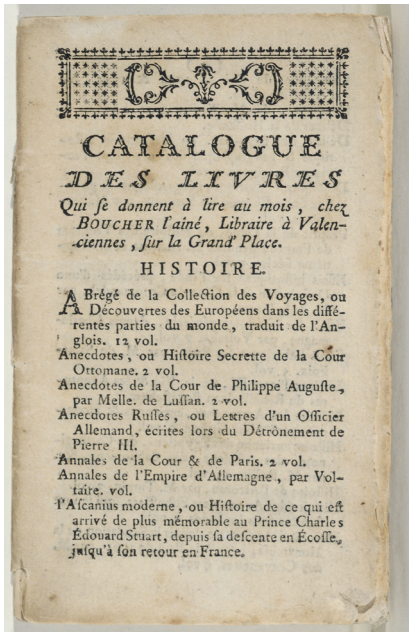 CATALOGUE
DES LIVRES
Qui ſe donnent à lire au mois, chez
BOUCHER l'aîné, Libraire à Valen-
ciennes, ſur la Grand' Place.
HISTOIRE.
ABrégé de la Collection des Voyages, ou
Découvertes des Européens dans les diffé-
rentes parties du monde, traduit de l'An-
glois. 12 vol.
Anecdotes, ou Hiſtoire Secrette de la Cour
Ottomane. 2 vol.
Anecdotes de la Cour de Philippe Auguſte,
par Melle. de Luſſan. 2 vol.
Anecdotes Ruſſes, ou Lettres d'un Officier
Allemand, écrites lors du Détrônement de
Pierre III.
Annales de la Cour & de Paris. 2 vol.
Annales de l'Empire d'Allemagne, par Vol-
taire. vol.
l'Aſcanius moderne, ou Hiſtoire de ce qui eſt
arrivé de plus mémorable au Prince Charles
Édouard Stuart, depuis ſa deſcente en Écoſſe,
juſqu'à ſon retour en France.